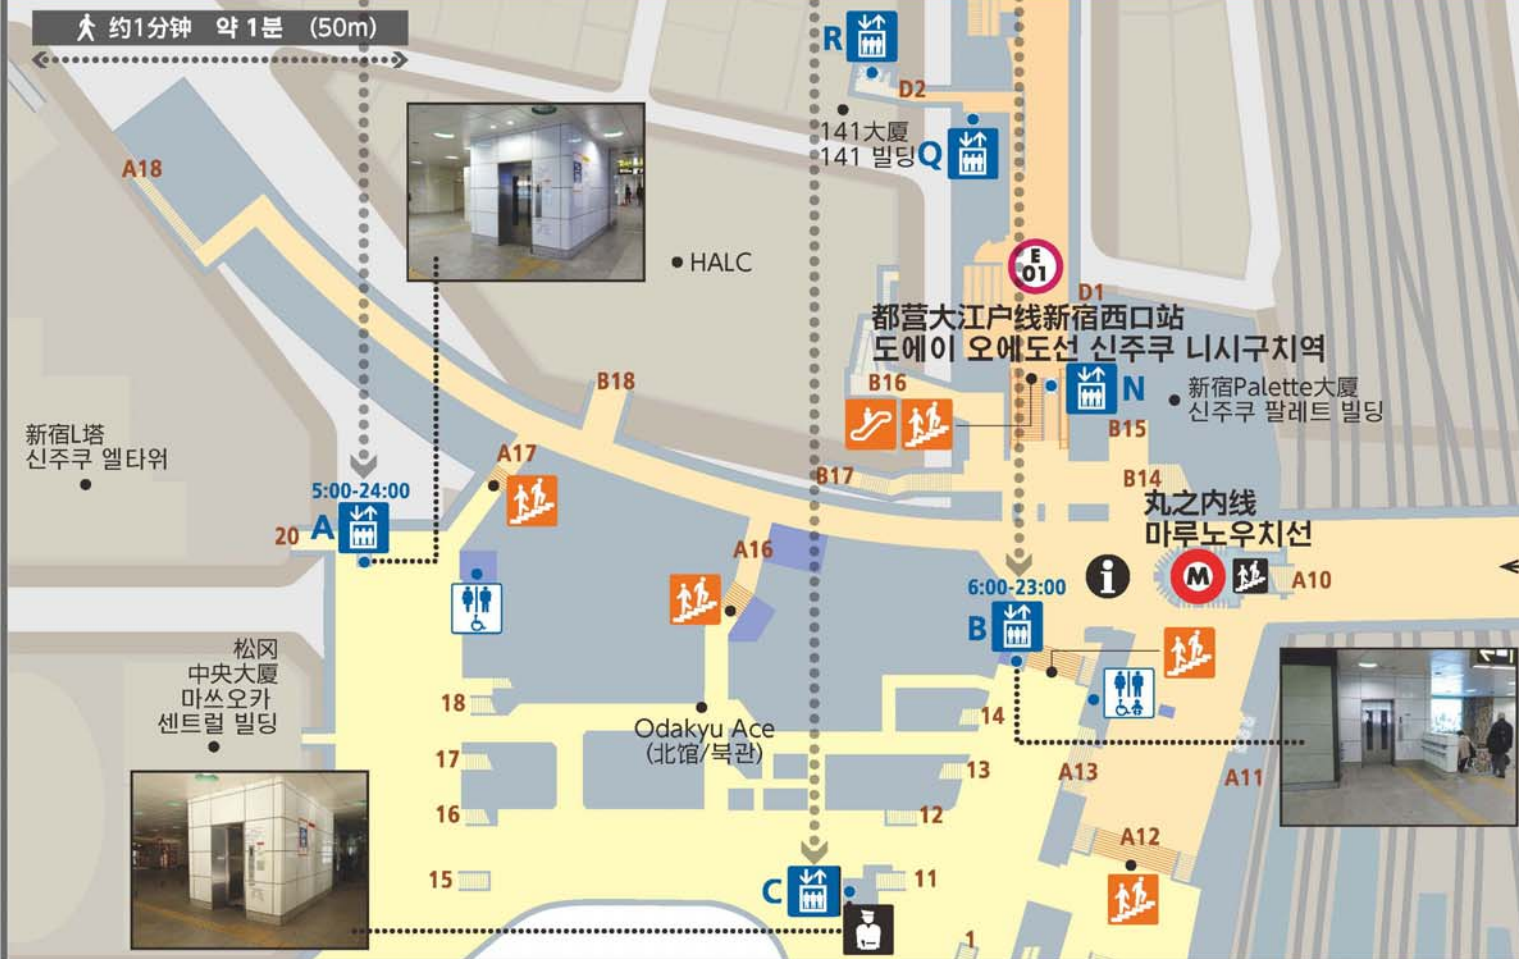 约1分钟 약 1분 (50m)
R
D2
141大厦
141 빌딩
Q
A18
HALC
E
01
D1
都营大江户线新宿西口站
도에이 오에도선 신주쿠 니시구치역
B16
N
新宿Palette大厦
신주쿠 팔레트 빌딩
B18
B15
新宿L塔
신주쿠 엘타워
A17
B17
B14
5:00-24:00
20
A
丸之内线
마루노우치선
A16
i
M
A10
6:00-23:00
B
松冈
中央大厦
마쓰오카
센트럴 빌딩
18
14
Odakyu Ace
(北馆/북관)
17
13
A13
A11
16
12
A12
15
C
11
1